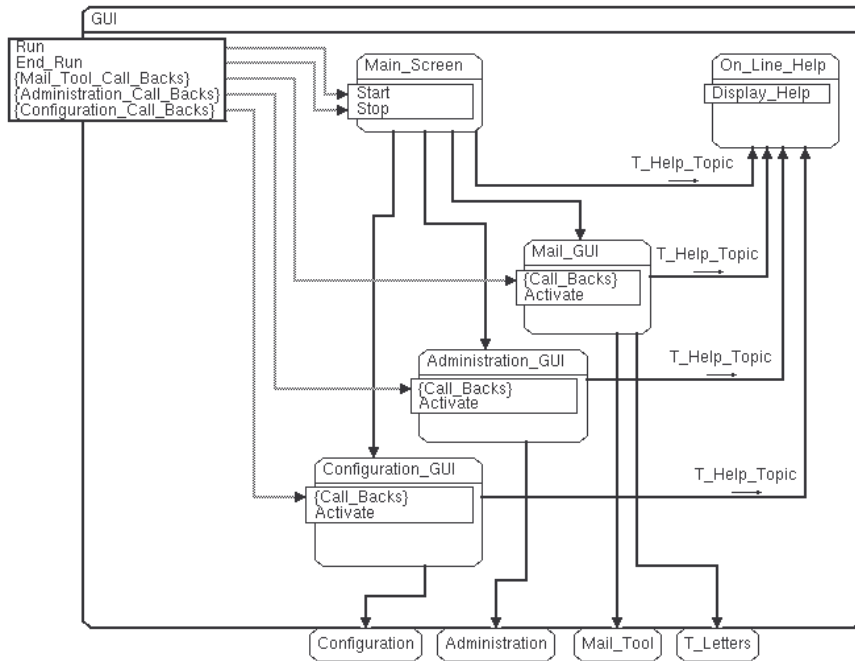 GUI
Run
End_Run
{Mail_Tool_Call_Backs}
{Administration_Call_Backs}
{Configuration_Call_Backs}
Main_Screen
Start
Stop
On_Line_Help
Display_Help
T_Help_Topic
Mail_GUI
{Call_Backs}
Activate
T_Help_Topic
Administration_GUI
{Call_Backs}
Activate
T_Help_Topic
Configuration_GUI
{Call_Backs}
Activate
T_Help_Topic
Configuration
Administration
Mail_Tool
T_Letters